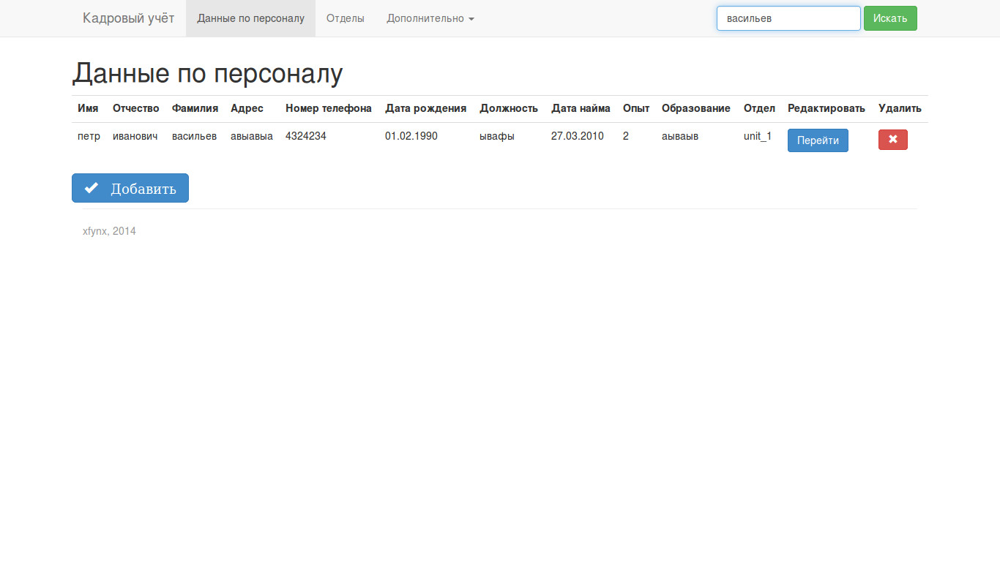 Кадровый учёт Данные по персоналу Отделы Дополнительно васильев Искать
Данные по персоналу
Имя Отчество Фамилия Адрес Номер телефона Дата рождения Должность Дата найма Опыт Образование Отдел Редактировать Удалить
петр иванович васильев авыавыа 4324234 01.02.1990 ывафы 27.03.2010 2 аываыв unit_1 Перейти
Добавить
xfynx, 2014